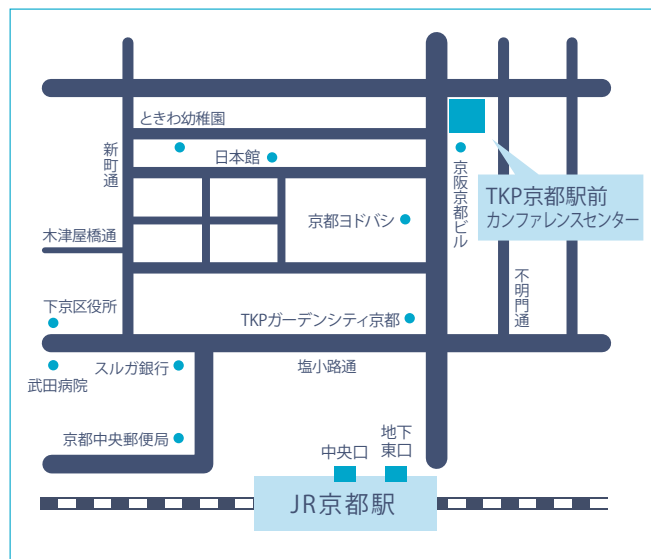 ときわ幼稚園
新町通
日本館
京阪京都ビル
TKP京都駅前
カンファレンスセンター
京都ヨドバシ
木津屋橋通
不明門通
下京区役所
TKPガーデンシティ京都
塩小路通
スルガ銀行
武田病院
京都中央郵便局
中央口
地下
東口
JR京都駅